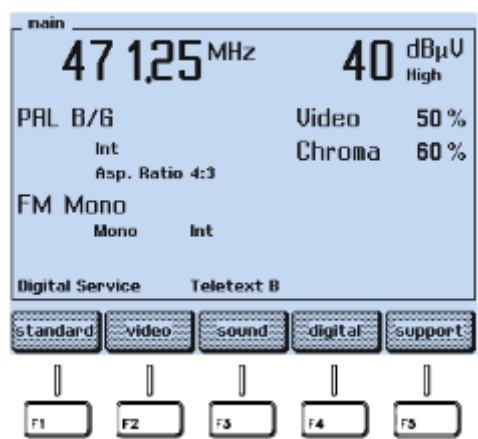 main
471,25 MHz 40 dBµV
High
PAL B/G Video 50 %
Int Chroma 60 %
Asp. Ratio 4:3
FM Mono
Mono Int
Digital Service Teletext B
standard video sound digital support
F1 F2 F3 F4 F5